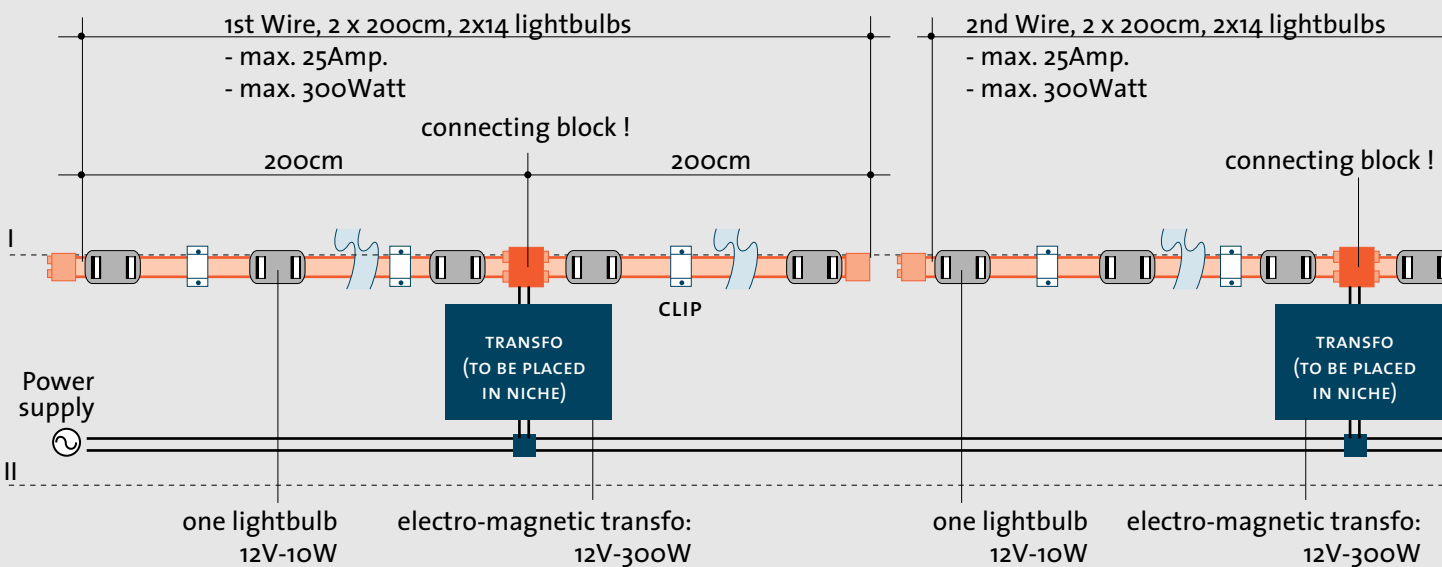 1st Wire, 2 x 200cm, 2x14 lightbulbs
- max. 25Amp.
- max. 300Watt
2nd Wire, 2 x 200cm, 2x14 lightbulbs
- max. 25Amp.
- max. 300Watt
connecting block !
200cm
200cm
connecting block !
I
CLIP
TRANSFO
(TO BE PLACED
IN NICHE)
TRANSFO
(TO BE PLACED
IN NICHE)
Power
supply
II
one lightbulb
12V-10W
electro-magnetic transfo:
12V-300W
one lightbulb
12V-10W
electro-magnetic transfo:
12V-300W